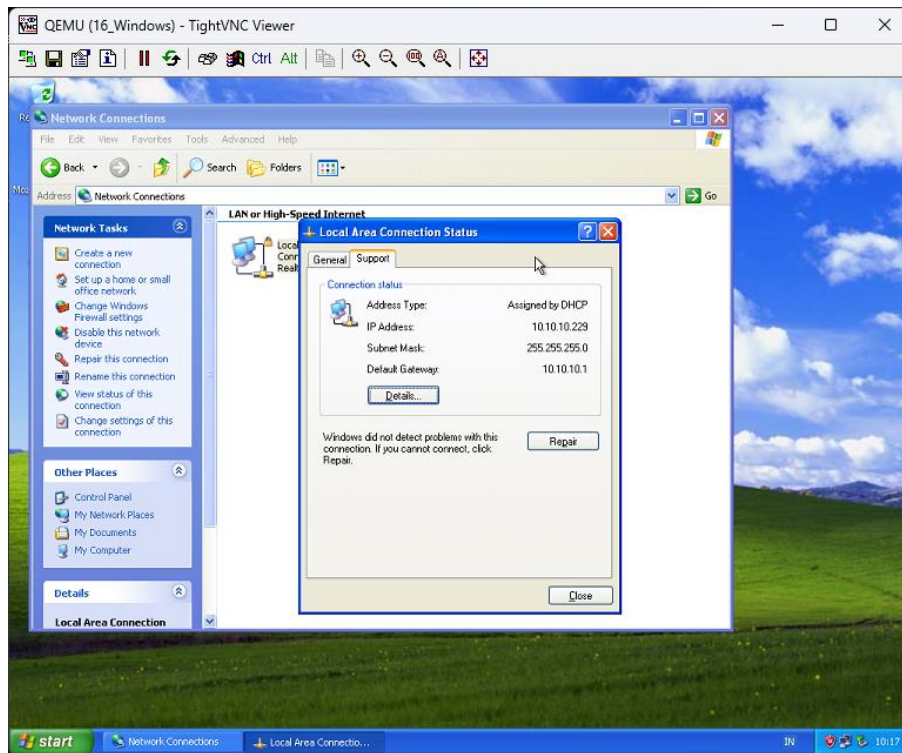 QEMU (16_Windows) - TightVNC Viewer
Ctrl Alt
Network Connections
File Edit View Favorites Tools Advanced Help
Back Search Folders
Address Network Connections Go
Network Tasks
Create a new
connection
Set up a home or small
office network
Change Windows
Firewall settings
Disable this network
device
Repair this connection
Rename this connection
View status of this
connection
Change settings of this
connection
Other Places
Control Panel
My Network Places
My Documents
My Computer
Details
Local Area Connection
LAN or High-Speed Internet
Local
Conn
Realt
Local Area Connection Status
General Support
Connection status
Address Type: Assigned by DHCP
IP Address: 10.10.10.229
Subnet Mask: 255.255.255.0
Default Gateway: 10.10.10.1
Details...
Windows did not detect problems with this
connection. If you cannot connect, click
Repair.
Repair
Close
start Network Connections Local Area Connectio... IN 10:17